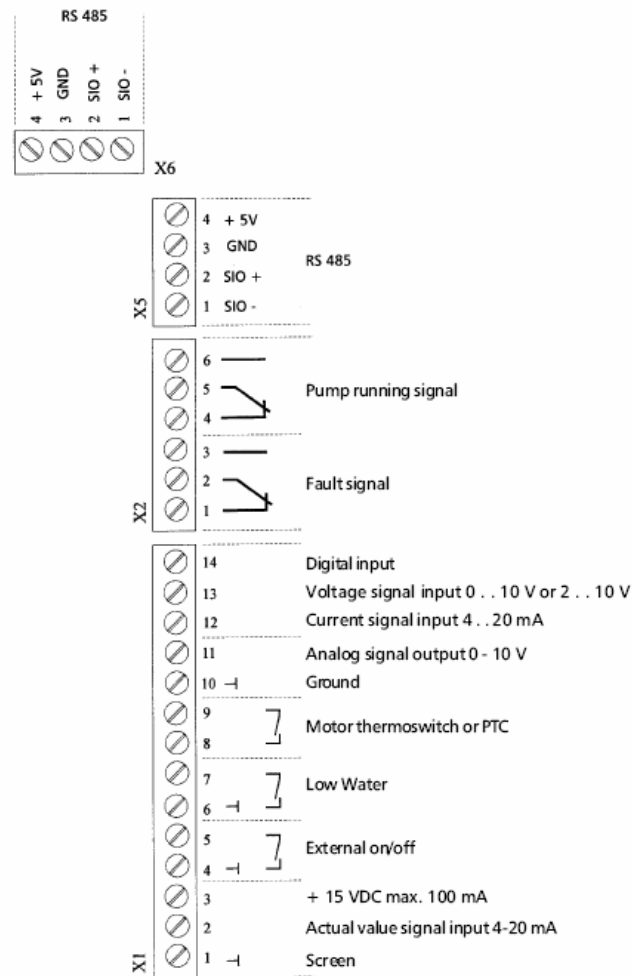 RS 485
4 + 5V
3 GND
2 SIO +
1 SIO -
X6
4 + 5V
3 GND
RS 485
2 SIO +
1 SIO -
X5
6
5
Pump running signal
4
3
2
Fault signal
1
X2
14 Digital input
13 Voltage signal input 0 . . 10 V or 2 . . 10 V
12 Current signal input 4 . . 20 mA
11 Analog signal output 0 - 10 V
10 Ground
9
Motor thermoswitch or PTC
8
7
Low Water
6
5
External on/off
4
3 + 15 VDC max. 100 mA
2 Actual value signal input 4-20 mA
1 Screen
X1